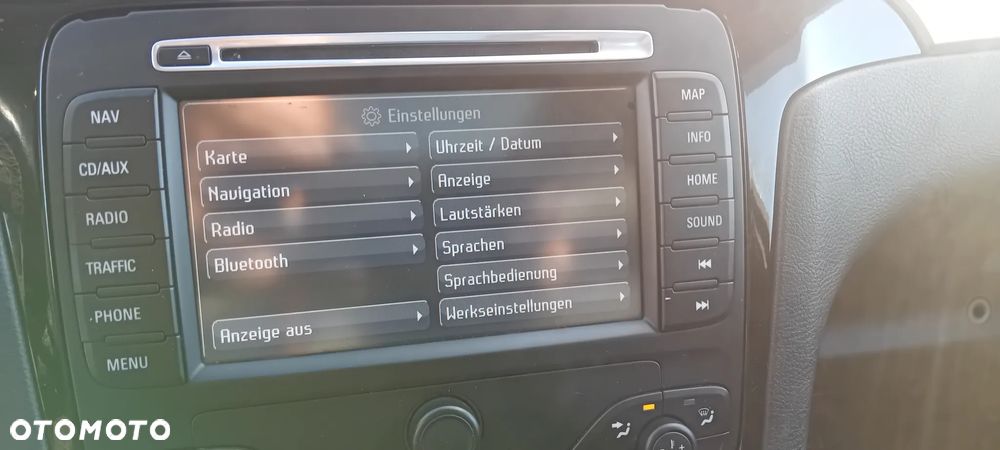 NAV
CD/AUX
RADIO
TRAFFIC
PHONE
MENU
Einstellungen
Karte
Navigation
Radio
Bluetooth
Anzeige aus
Uhrzeit / Datum
Anzeige
Lautstärken
Sprachen
Sprachbedienung
Werkseinstellungen
MAP
INFO
HOME
SOUND
OTOMOTO